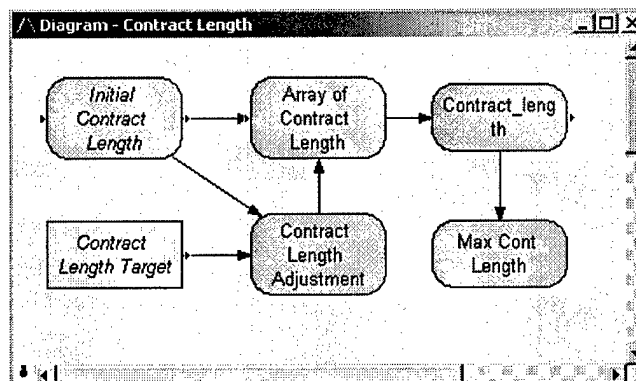 Diagram - Contract Length
Initial
Contract
Length
Array of
Contract
Length
Contract_leng
th
Contract
Length Target
Contract
Length
Adjustment
Max Cont
Length